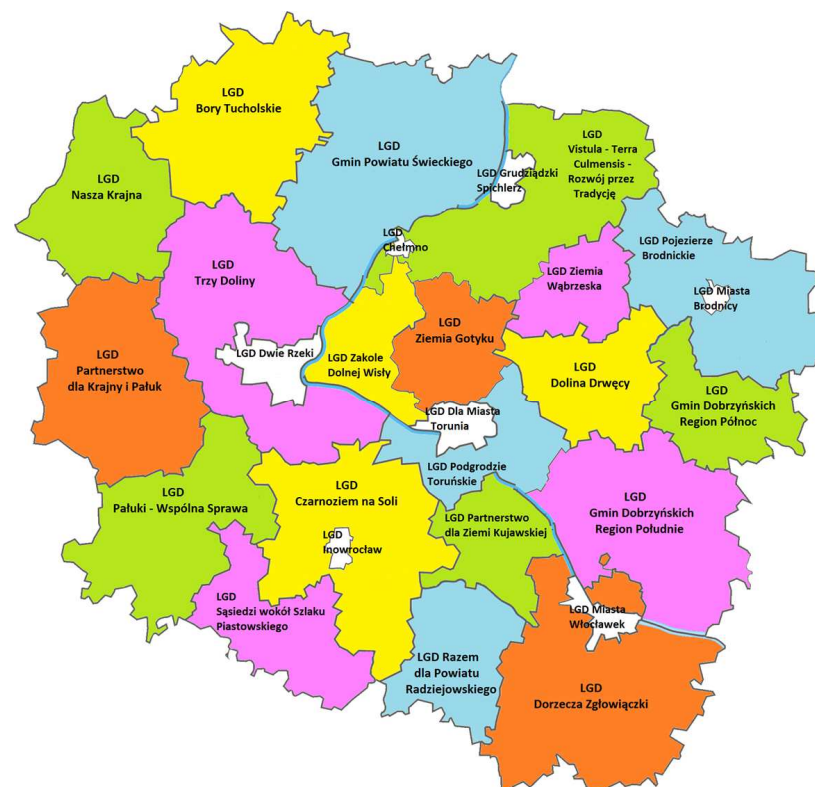 LGD
Bory Tucholskie
LGD
Gmin Powiatu Świeckiego
LGD
Vistula - Terra
Culmensis -
Rozwój przez
Tradycję
LGD Grudziądzki
Spichlerz
LGD
Nasza Krajna
LGD
Chełmno
LGD Pojezierze
Brodnickie
LGD
Trzy Doliny
LGD Ziemia
Wąbrzeska
LGD Miasta
Brodnicy
LGD
Ziemia Gotyku
LGD
Partnerstwo
dla Krajny i Pałuk
LGD Dwie Rzeki
LGD Zakole
Dolnej Wisły
LGD
Dolina Drwęcy
LGD
Gmin Dobrzyńskich
Region Północ
LGD Dla Miasta
Torunia
LGD Podgrodzie
Toruńskie
LGD
Pałuki - Wspólna Sprawa
LGD
Czarnoziem na Soli
LGD
Gmin Dobrzyńskich
Region Południe
LGD Partnerstwo
dla Ziemi Kujawskiej
LGD
Inowrocław
LGD
Sąsiedzi wokół Szlaku
Piastowskiego
LGD Miasta
Włocławek
LGD Razem
dla Powiatu
Radziejowskiego
LGD
Dorzecza Zgłowiączki